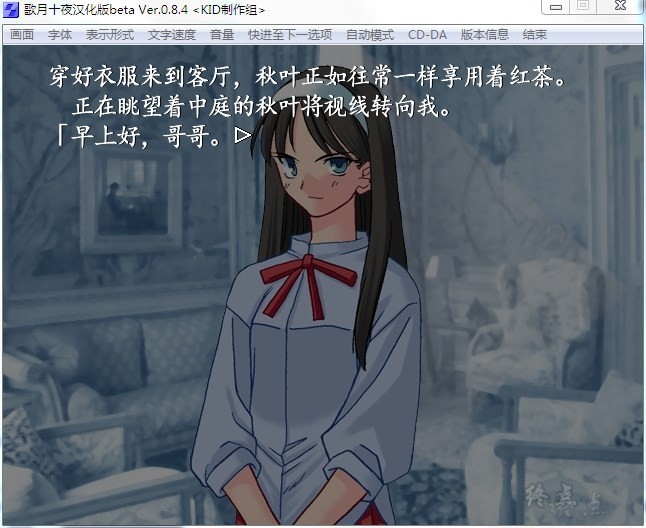 歌月十夜汉化版beta Ver.0.8.4 <KID制作组>
画面 字体 表示形式 文字速度 音量 快进至下一选项 自动模式 CD-DA 版本信息 结束
穿好衣服来到客厅，秋叶正如往常一样享用着红茶。
正在眺望着中庭的秋叶将视线转向我。
「早上好，哥哥。
终点